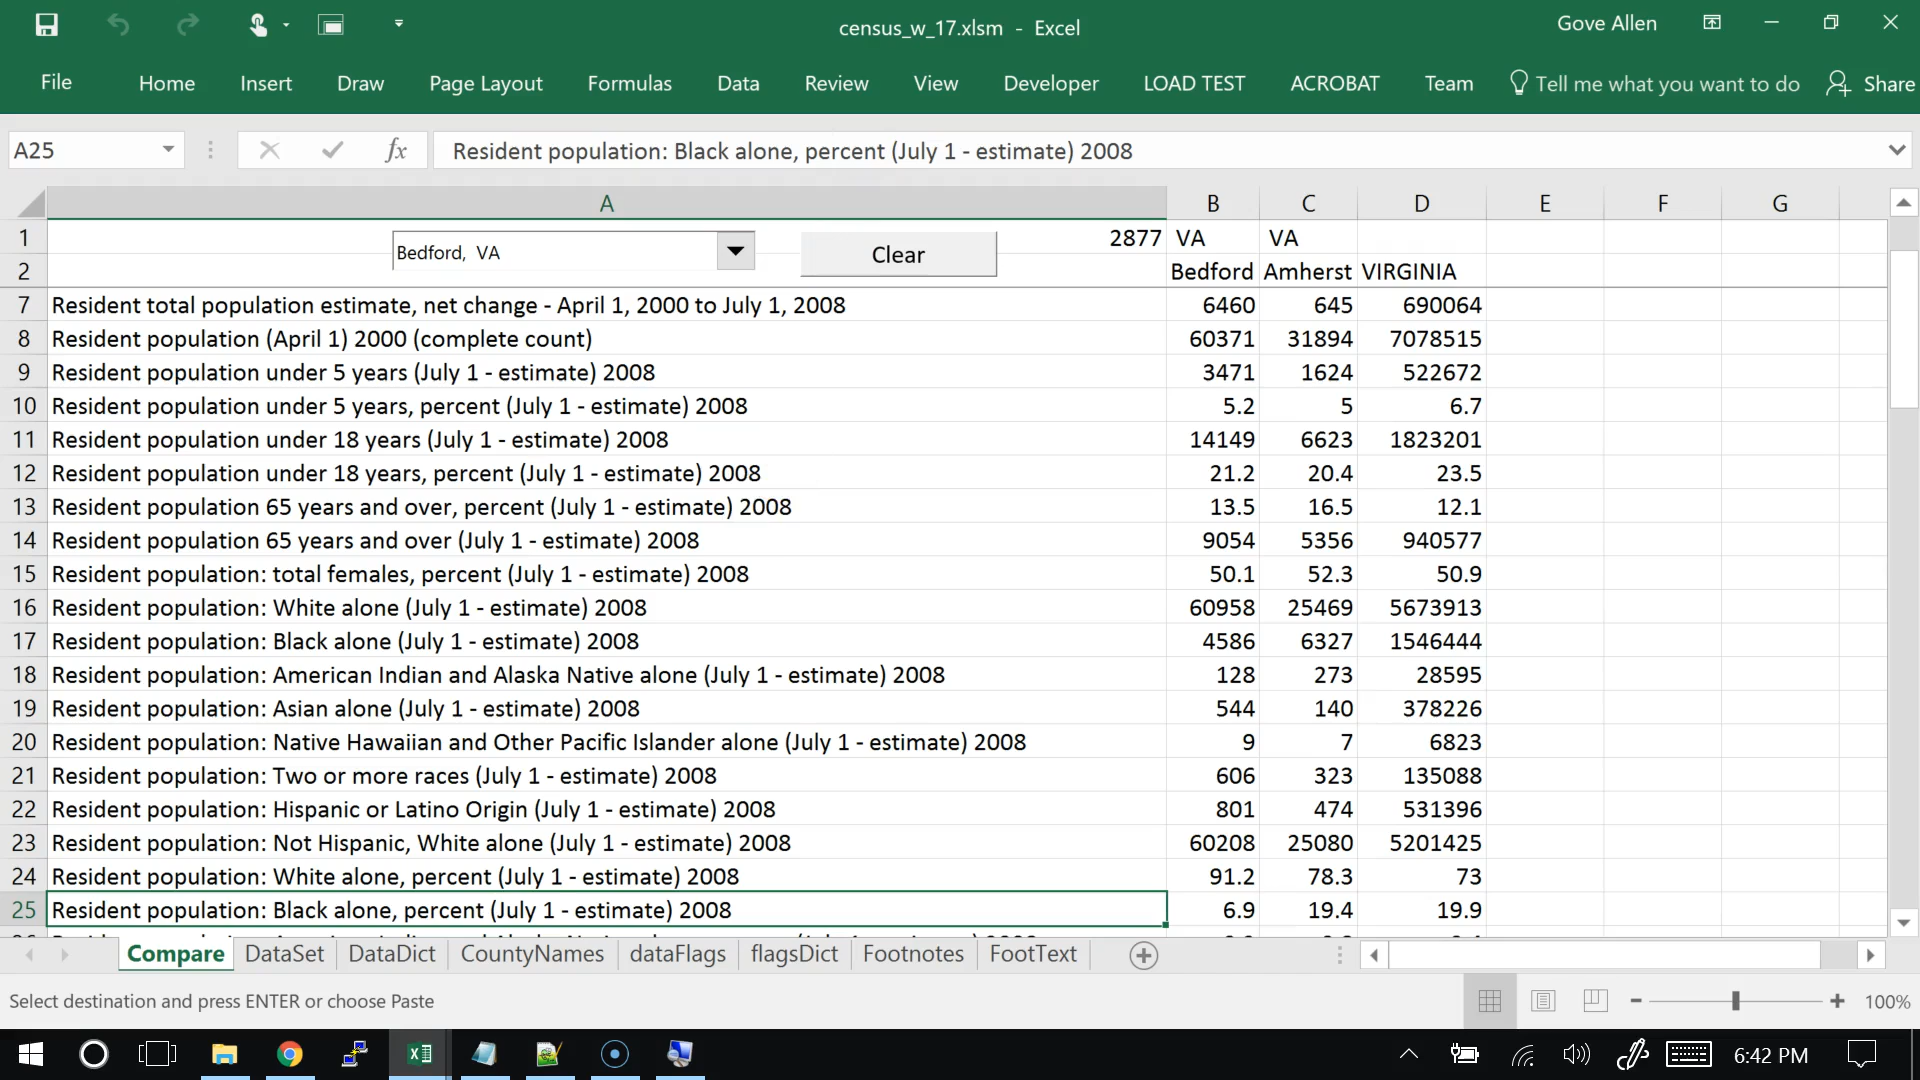 census_w_17.xlsm - Excel
Gove Allen
File Home Insert Draw Page Layout Formulas Data Review View Developer LOAD TEST ACROBAT Team Tell me what you want to do Share
A25 fx Resident population: Black alone, percent (July 1 - estimate) 2008
A B C D E F G
1 Bedford, VA Clear 2877 VA VA
2 Bedford Amherst VIRGINIA
7 Resident total population estimate, net change - April 1, 2000 to July 1, 2008 6460 645 690064
8 Resident population (April 1) 2000 (complete count) 60371 31894 7078515
9 Resident population under 5 years (July 1 - estimate) 2008 3471 1624 522672
10 Resident population under 5 years, percent (July 1 - estimate) 2008 5.2 5 6.7
11 Resident population under 18 years (July 1 - estimate) 2008 14149 6623 1823201
12 Resident population under 18 years, percent (July 1 - estimate) 2008 21.2 20.4 23.5
13 Resident population 65 years and over, percent (July 1 - estimate) 2008 13.5 16.5 12.1
14 Resident population 65 years and over (July 1 - estimate) 2008 9054 5356 940577
15 Resident population: total females, percent (July 1 - estimate) 2008 50.1 52.3 50.9
16 Resident population: White alone (July 1 - estimate) 2008 60958 25469 5673913
17 Resident population: Black alone (July 1 - estimate) 2008 4586 6327 1546444
18 Resident population: American Indian and Alaska Native alone (July 1 - estimate) 2008 128 273 28595
19 Resident population: Asian alone (July 1 - estimate) 2008 544 140 378226
20 Resident population: Native Hawaiian and Other Pacific Islander alone (July 1 - estimate) 2008 9 7 6823
21 Resident population: Two or more races (July 1 - estimate) 2008 606 323 135088
22 Resident population: Hispanic or Latino Origin (July 1 - estimate) 2008 801 474 531396
23 Resident population: Not Hispanic, White alone (July 1 - estimate) 2008 60208 25080 5201425
24 Resident population: White alone, percent (July 1 - estimate) 2008 91.2 78.3 73
25 Resident population: Black alone, percent (July 1 - estimate) 2008 6.9 19.4 19.9
Compare DataSet DataDict CountyNames dataFlags flagsDict Footnotes FootText
Select destination and press ENTER or choose Paste
100%
6:42 PM